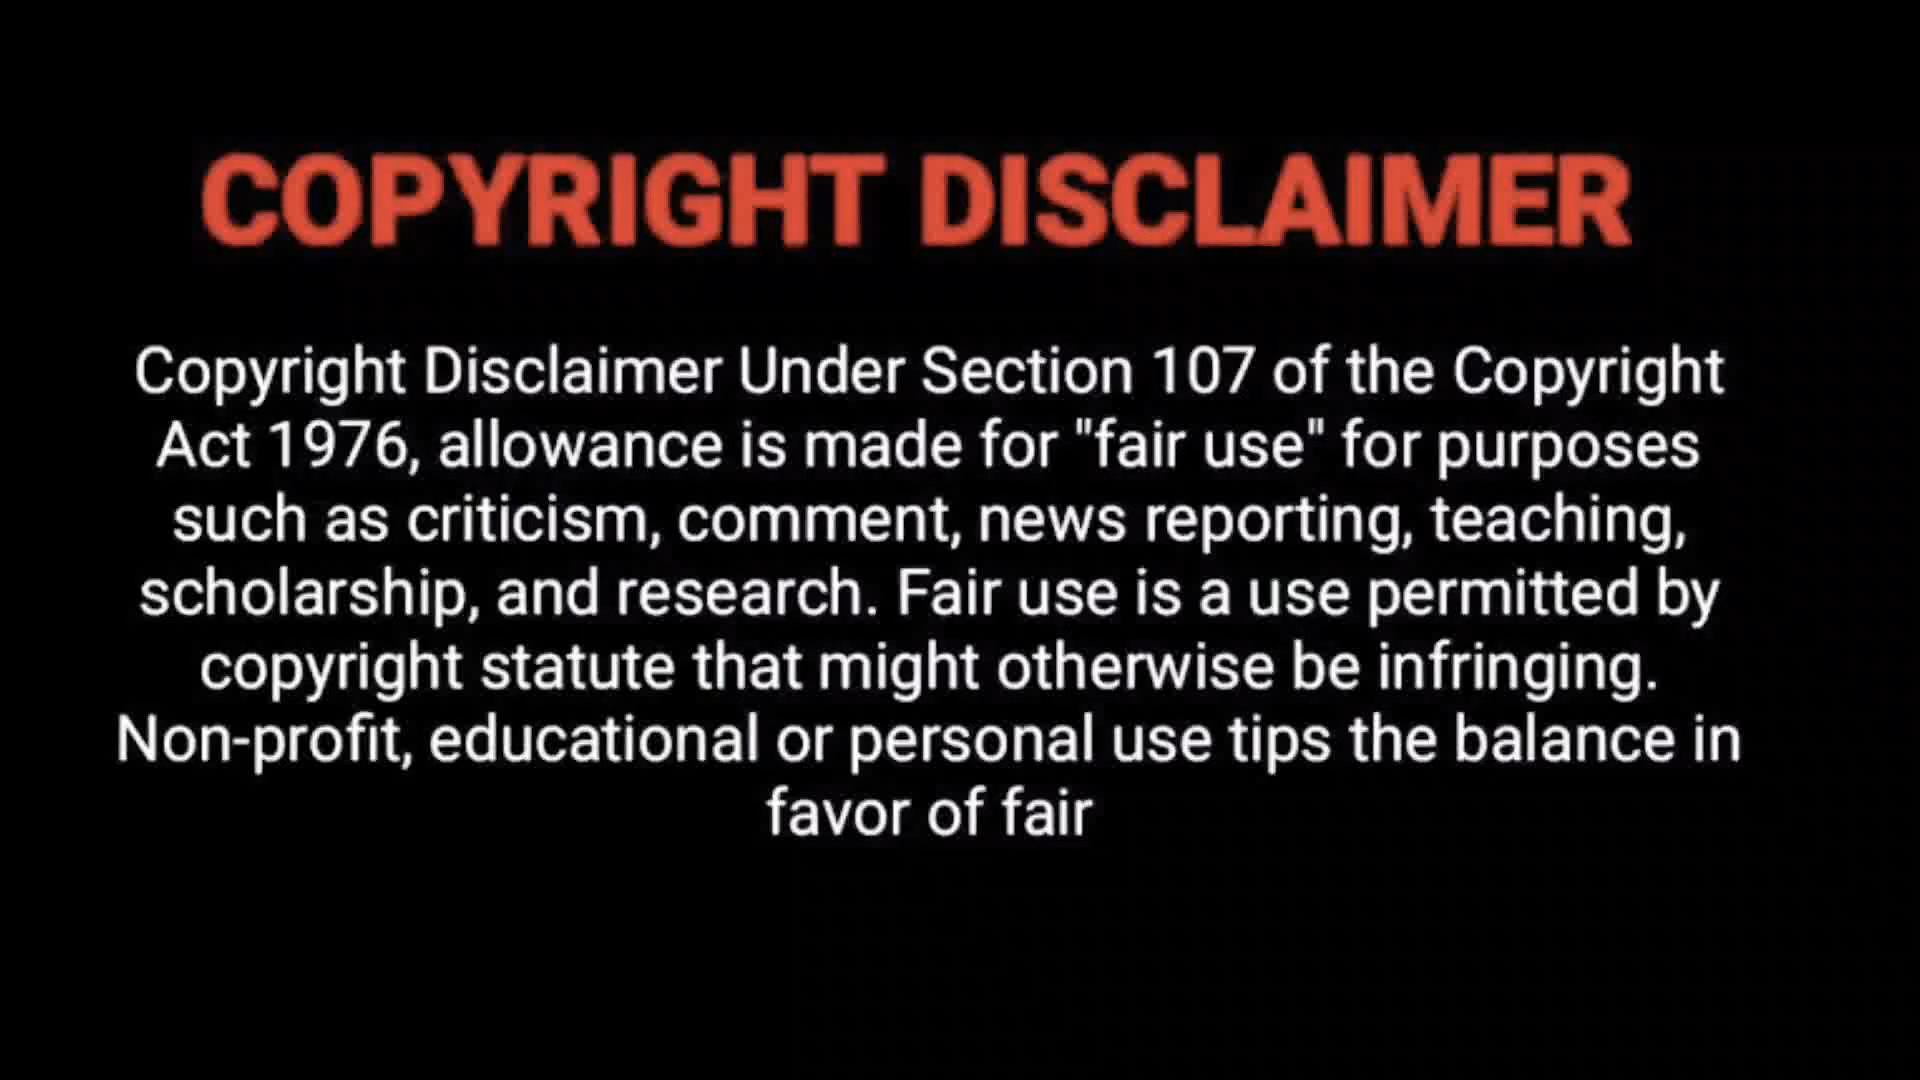 COPYRIGHT DISCLAIMER
Copyright Disclaimer Under Section 107 of the Copyright
Act 1976, allowance is made for "fair use" for purposes
such as criticism, comment, news reporting, teaching,
scholarship, and research. Fair use is a use permitted by
copyright statute that might otherwise be infringing.
Non-profit, educational or personal use tips the balance in
favor of fair